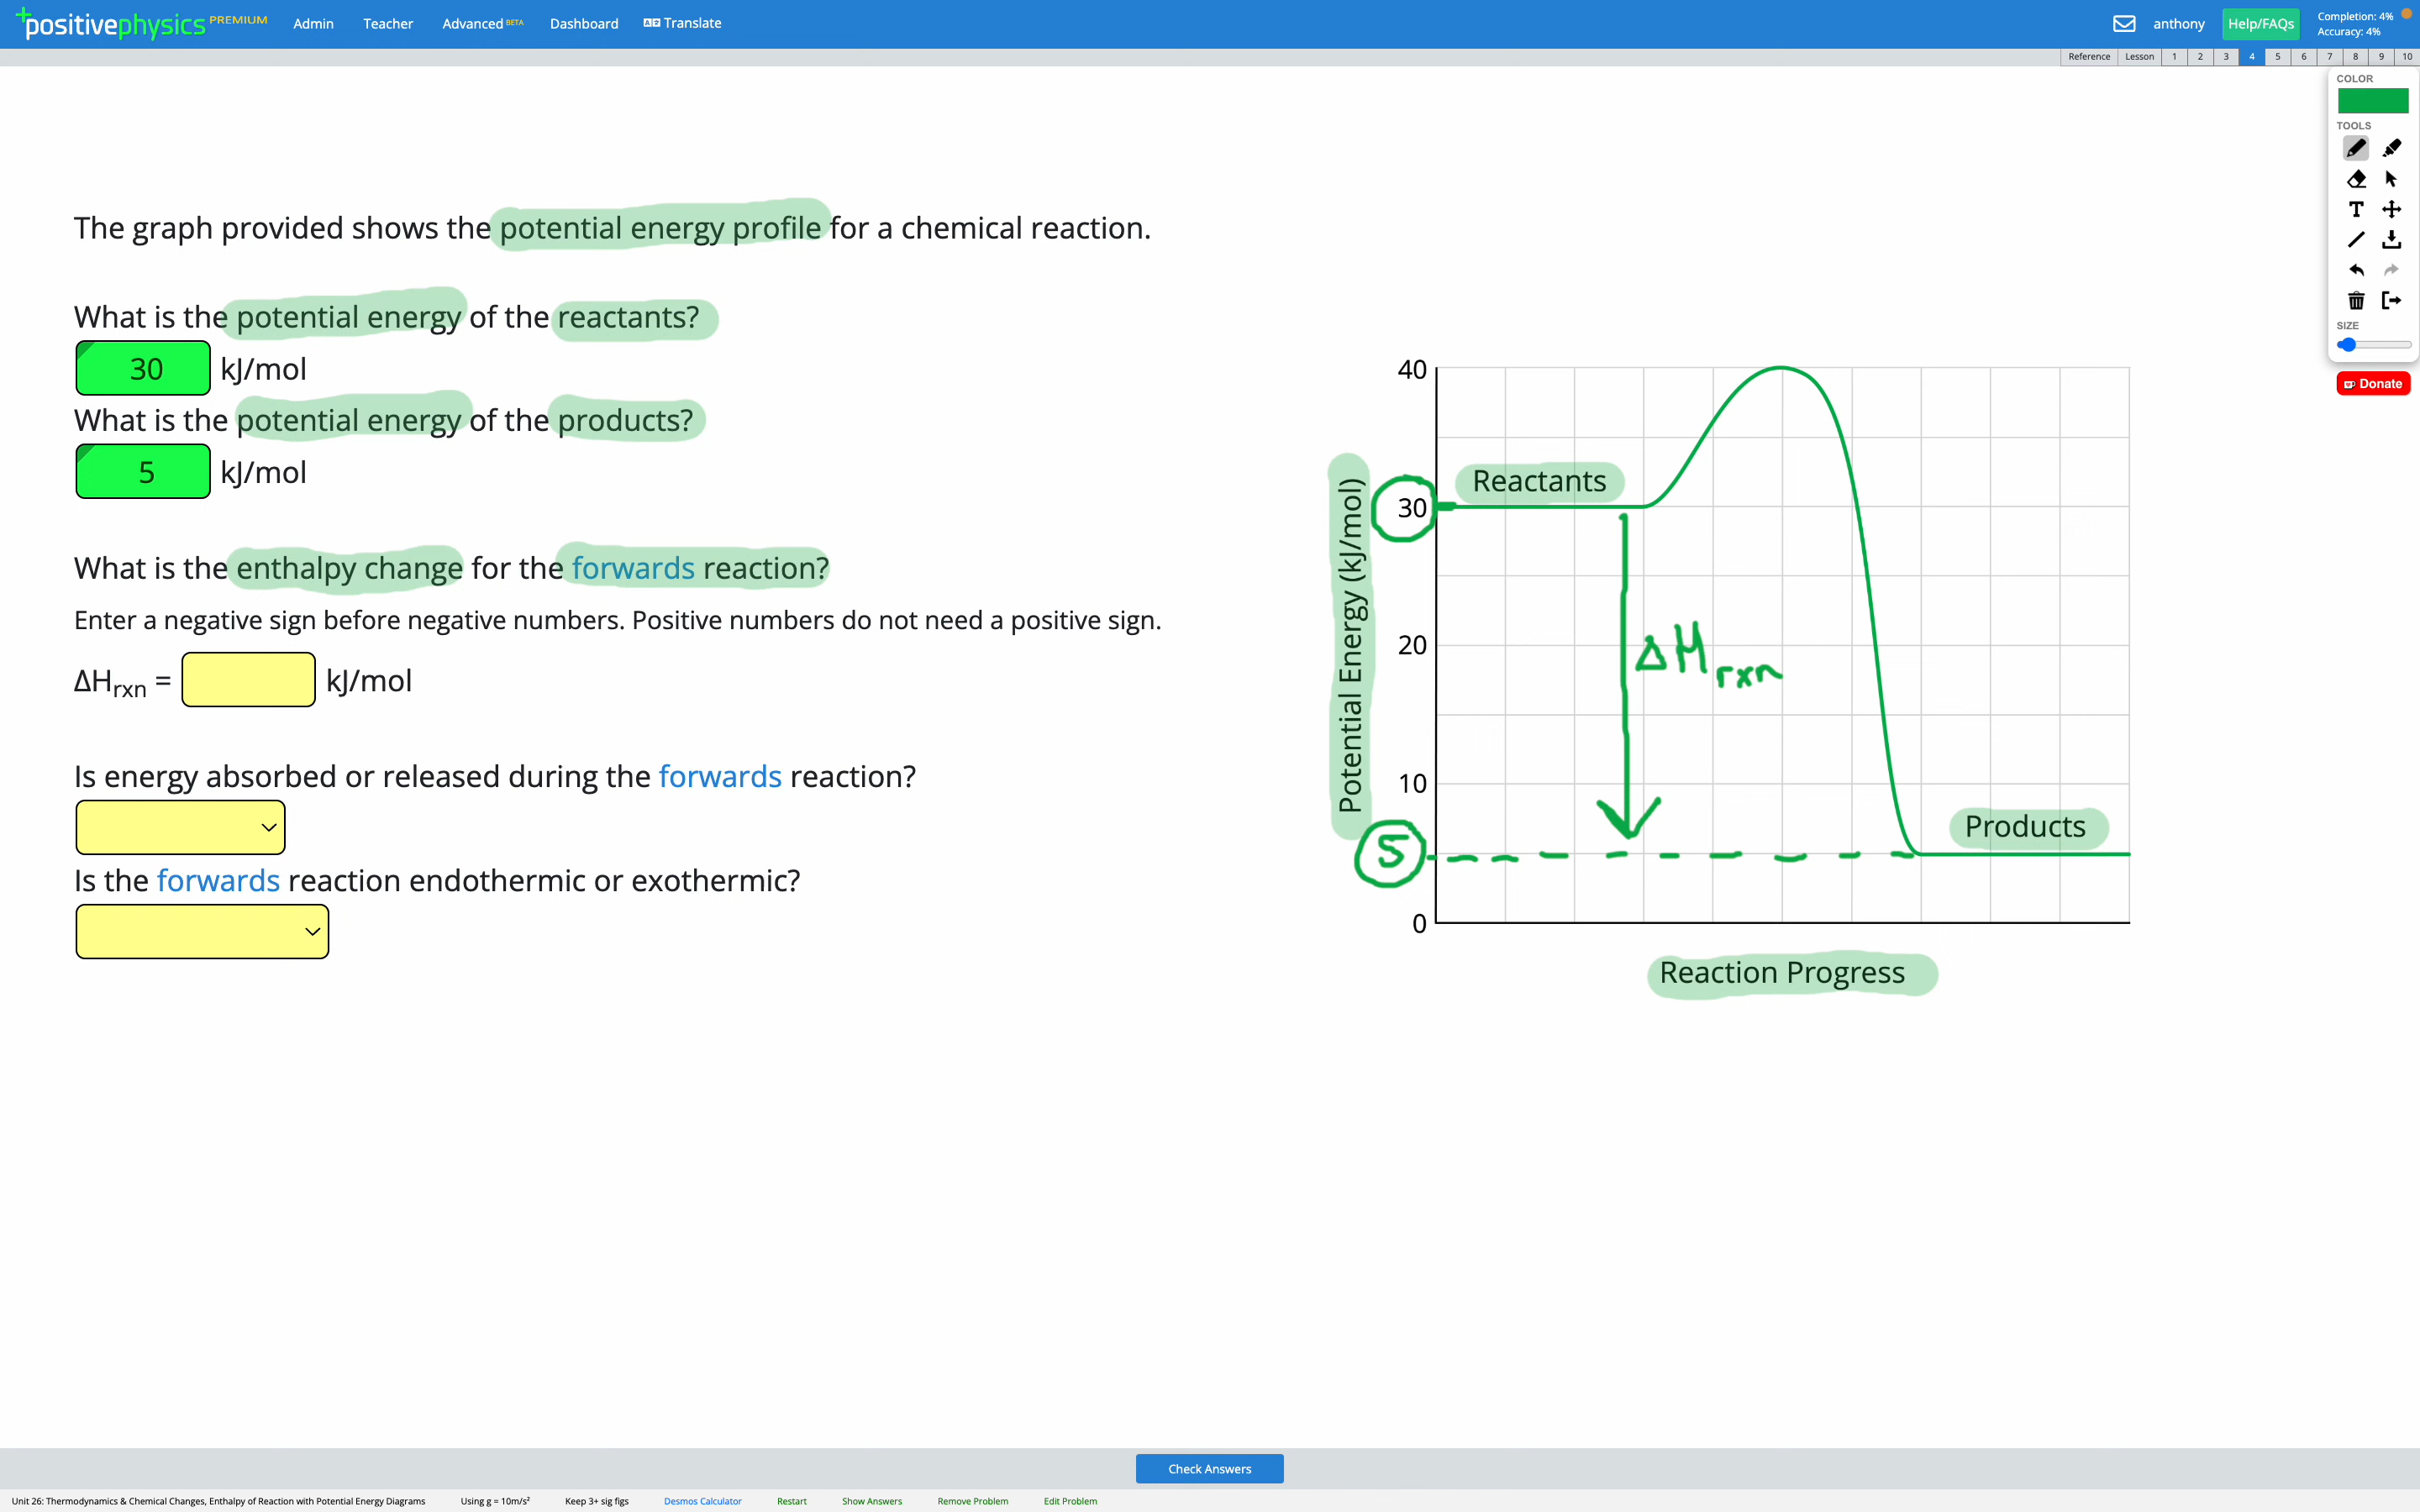 +positivephysics PREMIUM Admin Teacher Advanced BETA Dashboard Translate anthony Help/FAQs Completion: 4%
Accuracy: 4%
Reference Lesson 1 2 3 4 5 6 7 8 9 10
COLOR
TOOLS
SIZE
Donate
The graph provided shows the potential energy profile for a chemical reaction.
What is the potential energy of the reactants?
30 kJ/mol
What is the potential energy of the products?
5 kJ/mol
What is the enthalpy change for the forwards reaction?
Enter a negative sign before negative numbers. Positive numbers do not need a positive sign.
ΔHrxn = kJ/mol
Is energy absorbed or released during the forwards reaction?
Is the forwards reaction endothermic or exothermic?
Potential Energy (kJ/mol)
40
30
20
10
5
0
Reactants
ΔHrxn
Products
Reaction Progress
Check Answers
Unit 26: Thermodynamics & Chemical Changes, Enthalpy of Reaction with Potential Energy Diagrams Using g = 10m/s² Keep 3+ sig figs Desmos Calculator Restart Show Answers Remove Problem Edit Problem